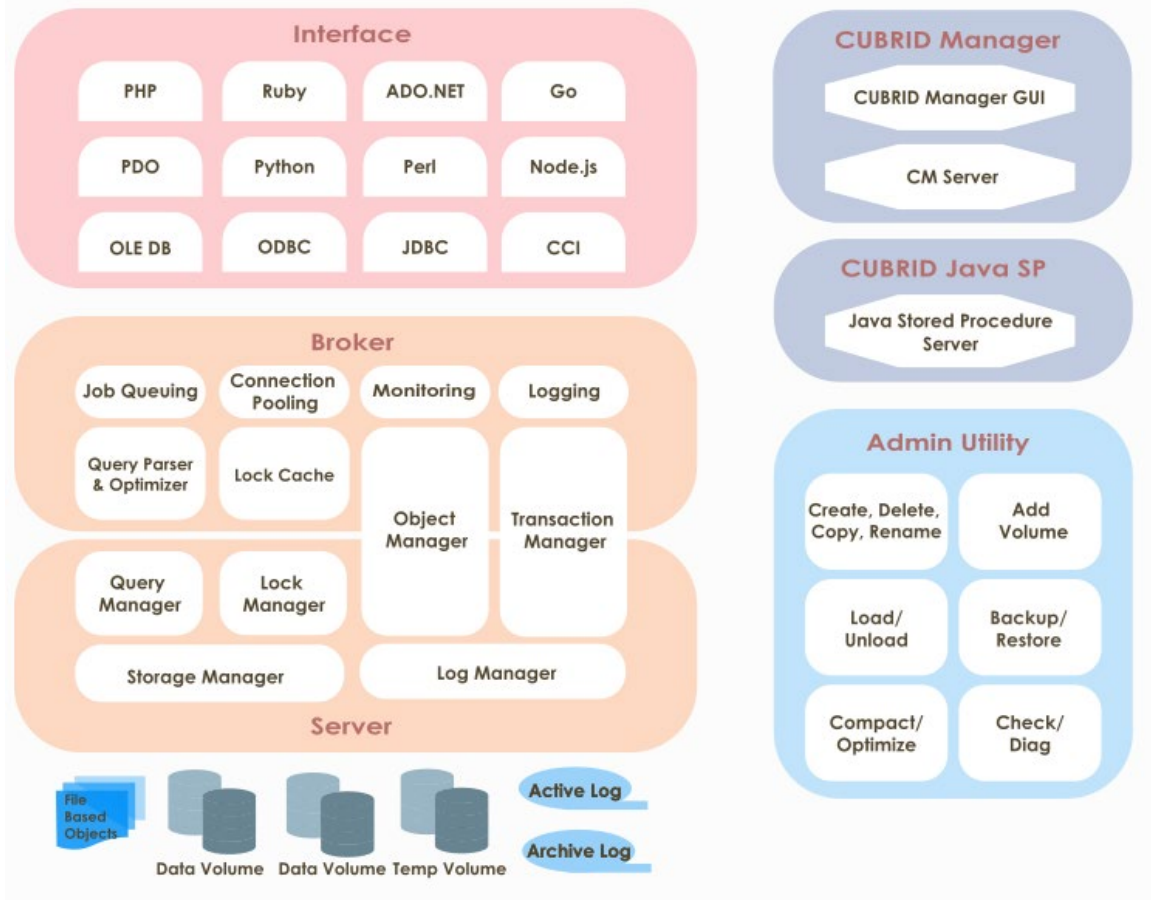 Interface
PHP
Ruby
ADO.NET
Go
PDO
Python
Perl
Node.js
OLE DB
ODBC
JDBC
CCI
Broker
Job Queuing
Connection
Pooling
Monitoring
Logging
Query Parser
& Optimizer
Lock Cache
Object
Manager
Transaction
Manager
Query
Manager
Lock
Manager
Storage Manager
Log Manager
Server
File
Based
Objects
Data Volume
Data Volume
Temp Volume
Active Log
Archive Log
CUBRID Manager
CUBRID Manager GUI
CM Server
CUBRID Java SP
Java Stored Procedure
Server
Admin Utility
Create, Delete,
Copy, Rename
Add
Volume
Load/
Unload
Backup/
Restore
Compact/
Optimize
Check/
Diag